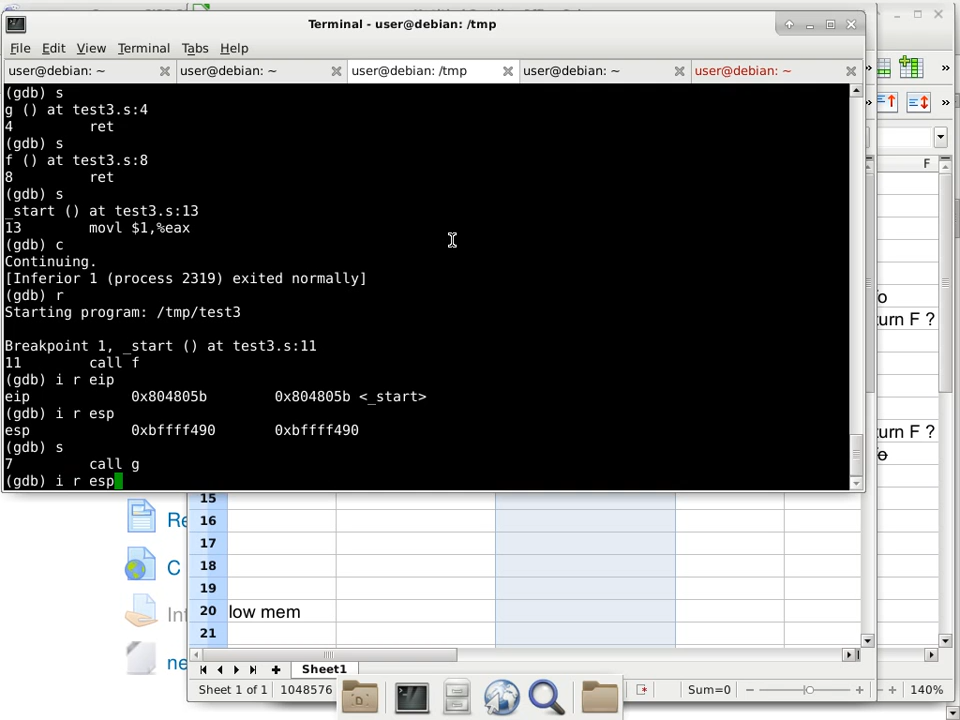 Terminal - user@debian: /tmp
File Edit View Terminal Tabs Help
user@debian: ~ user@debian: ~ user@debian: /tmp user@debian: ~ user@debian: ~
(gdb) s
g () at test3.s:4
4 ret
(gdb) s
f () at test3.s:8
8 ret
(gdb) s
_start () at test3.s:13
13 movl $1,%eax
(gdb) c
Continuing.
[Inferior 1 (process 2319) exited normally]
(gdb) r
Starting program: /tmp/test3
Breakpoint 1, _start () at test3.s:11
11 call f
(gdb) i r eip
eip 0x804805b 0x804805b <_start>
(gdb) i r esp
esp 0xbffff490 0xbffff490
(gdb) s
7 call g
(gdb) i r esp
F
urn F ?
urn F ?
15
16
17
18
19
20 low mem
21
Re
C
Int
ne
Sheet1
Sheet 1 of 1 1048576 Sum=0 140%